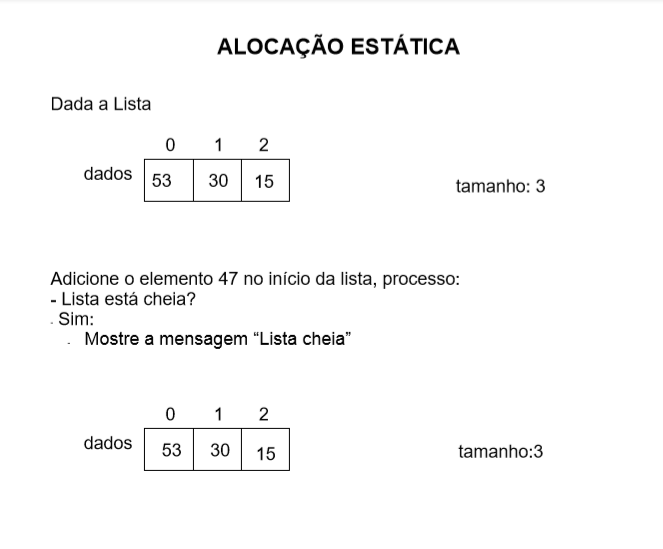 ALOCAÇÃO ESTÁTICA
Dada a Lista
0 1 2
dados 53 30 15
tamanho: 3
Adicione o elemento 47 no início da lista, processo:
- Lista está cheia?
. Sim:
. Mostre a mensagem “Lista cheia”
0 1 2
dados 53 30 15
tamanho:3